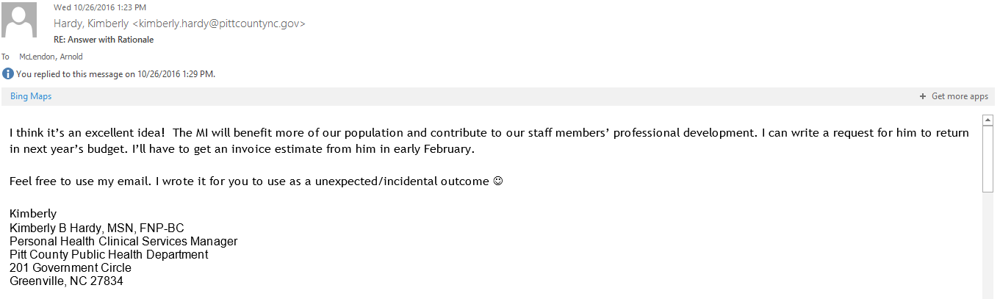 Wed 10/26/2016 1:23 PM
Hardy, Kimberly <kimberly.hardy@pittcountync.gov>
RE: Answer with Rationale
To McLendon, Arnold
You replied to this message on 10/26/2016 1:29 PM.
Bing Maps + Get more apps
I think it's an excellent idea!  The MI will benefit more of our population and contribute to our staff members' professional development. I can write a request for him to return
in next year's budget. I'll have to get an invoice estimate from him in early February.
Feel free to use my email. I wrote it for you to use as a unexpected/incidental outcome ☺
Kimberly
Kimberly B Hardy, MSN, FNP-BC
Personal Health Clinical Services Manager
Pitt County Public Health Department
201 Government Circle
Greenville, NC 27834